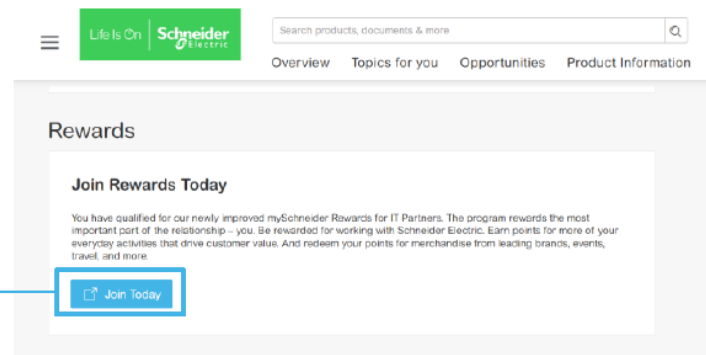 Life Is On Schneider Electric
Search products, documents & more
Overview Topics for you Opportunities Product Information
Rewards
Join Rewards Today
You have qualified for our newly improved mySchneider Rewards for IT Partners. The program rewards the most
important part of the relationship – you. Be rewarded for working with Schneider Electric. Earn points for more of your
everyday activities that drive customer value. And redeem your points for merchandise from leading brands, events,
travel, and more.
Join Today